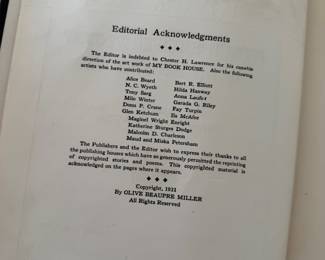 Editorial Acknowledgments
The Editor is indebted to Chester H. Lawrence for his capable
direction of the art work of MY BOOK HOUSE. Also the following
artists who have contributed:
Alice Beard
N. C. Wyeth
Tony Sarg
Milo Winter
Donn P. Crane
Glen Ketchum
Bert R. Elliott
Hilda Hanway
Anna Laufer
Garada G. Riley
Fay Turpin
Ila McAfee
Maginel Wright Enright
Katherine Sturges Dodge
Malcolm D. Charleson
Maud and Miska Petersham
The Publishers and the Editor wish to express their thanks to all
the publishing houses which have so generously permitted the reprinting
of copyrighted stories and poems. This copyrighted material is
acknowledged on the pages where it appears.
Copyright, 1921
By OLIVE BEAUPRE MILLER
All Rights Reserved